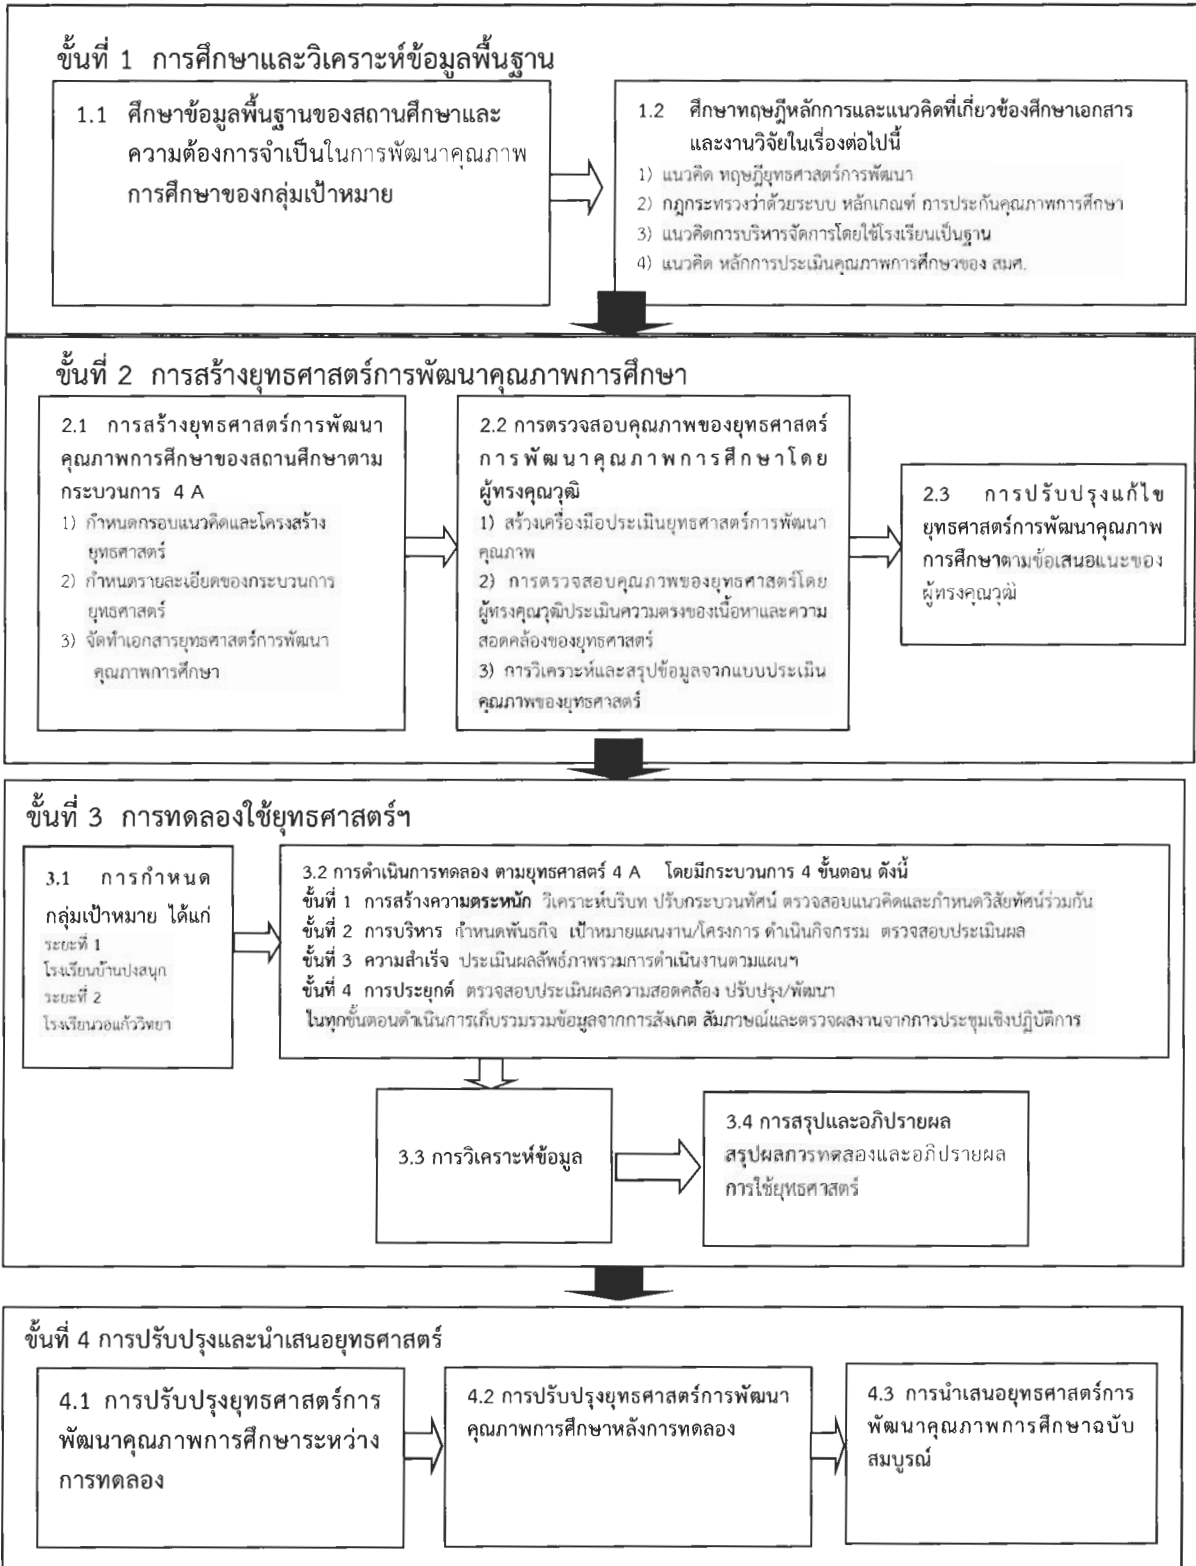 ขั้นที่ 1 การศึกษาและวิเคราะห์ข้อมูลพื้นฐาน
1.1 ศึกษาข้อมูลพื้นฐานของสถานศึกษาและ
ความต้องการจำเป็นในการพัฒนาคุณภาพ
การศึกษาของกลุ่มเป้าหมาย
1.2 ศึกษาทฤษฎีหลักการและแนวคิดที่เกี่ยวข้องศึกษาเอกสาร
และงานวิจัยในเรื่องต่อไปนี้
1) แนวคิด ทฤษฎียุทธศาสตร์การพัฒนา
2) กฎกระทรวงว่าด้วยระบบ หลักเกณฑ์ การประกันคุณภาพการศึกษา
3) แนวคิดการบริหารจัดการโดยใช้โรงเรียนเป็นฐาน
4) แนวคิด หลักการประเมินคุณภาพการศึกษาของ สมศ.
ขั้นที่ 2 การสร้างยุทธศาสตร์การพัฒนาคุณภาพการศึกษา
2.1 การสร้างยุทธศาสตร์การพัฒนา
คุณภาพการศึกษาของสถานศึกษาตาม
กระบวนการ 4 A
1) กำหนดกรอบแนวคิดและโครงสร้าง
ยุทธศาสตร์
2) กำหนดรายละเอียดของกระบวนการ
ยุทธศาสตร์
3) จัดทำเอกสารยุทธศาสตร์การพัฒนา
คุณภาพการศึกษา
2.2 การตรวจสอบคุณภาพของยุทธศาสตร์
การพัฒนาคุณภาพการศึกษาโดย
ผู้ทรงคุณวุฒิ
1) สร้างเครื่องมือประเมินยุทธศาสตร์การพัฒนา
คุณภาพ
2) การตรวจสอบคุณภาพของยุทธศาสตร์โดย
ผู้ทรงคุณวุฒิประเมินความตรงของเนื้อหาและความ
สอดคล้องของยุทธศาสตร์
3) การวิเคราะห์และสรุปข้อมูลจากแบบประเมิน
คุณภาพของยุทธศาสตร์
2.3 การปรับปรุงแก้ไข
ยุทธศาสตร์การพัฒนาคุณภาพ
การศึกษาตามข้อเสนอแนะของ
ผู้ทรงคุณวุฒิ
ขั้นที่ 3 การทดลองใช้ยุทธศาสตร์ฯ
3.1 การกำหนด
กลุ่มเป้าหมาย ได้แก่
ระยะที่ 1
โรงเรียนบ้านปงสนุก
ระยะที่ 2
โรงเรียนวอแก้ววิทยา
3.2 การดำเนินการทดลอง ตามยุทธศาสตร์ 4 A โดยมีกระบวนการ 4 ขั้นตอน ดังนี้
ขั้นที่ 1 การสร้างความตระหนัก วิเคราะห์บริบท ปรับกระบวนทัศน์ ตรวจสอบแนวคิดและกำหนดวิสัยทัศน์ร่วมกัน
ขั้นที่ 2 การบริหาร กำหนดพันธกิจ เป้าหมายแผนงาน/โครงการ ดำเนินกิจกรรม ตรวจสอบประเมินผล
ขั้นที่ 3 ความสำเร็จ ประเมินผลลัพธ์ภาพรวมการดำเนินงานตามแผนฯ
ขั้นที่ 4 การประยุกต์ ตรวจสอบประเมินผลความสอดคล้อง ปรับปรุง/พัฒนา
ในทุกขั้นตอนดำเนินการเก็บรวมรวมข้อมูลจากการสังเกต สัมภาษณ์และตรวจผลงานจากการประชุมเชิงปฏิบัติการ
3.3 การวิเคราะห์ข้อมูล
3.4 การสรุปและอภิปรายผล
สรุปผลการทดลองและอภิปรายผล
การใช้ยุทธศาสตร์
ขั้นที่ 4 การปรับปรุงและนำเสนอยุทธศาสตร์
4.1 การปรับปรุงยุทธศาสตร์การ
พัฒนาคุณภาพการศึกษาระหว่าง
การทดลอง
4.2 การปรับปรุงยุทธศาสตร์การพัฒนา
คุณภาพการศึกษาหลังการทดลอง
4.3 การนำเสนอยุทธศาสตร์การ
พัฒนาคุณภาพการศึกษาฉบับ
สมบูรณ์